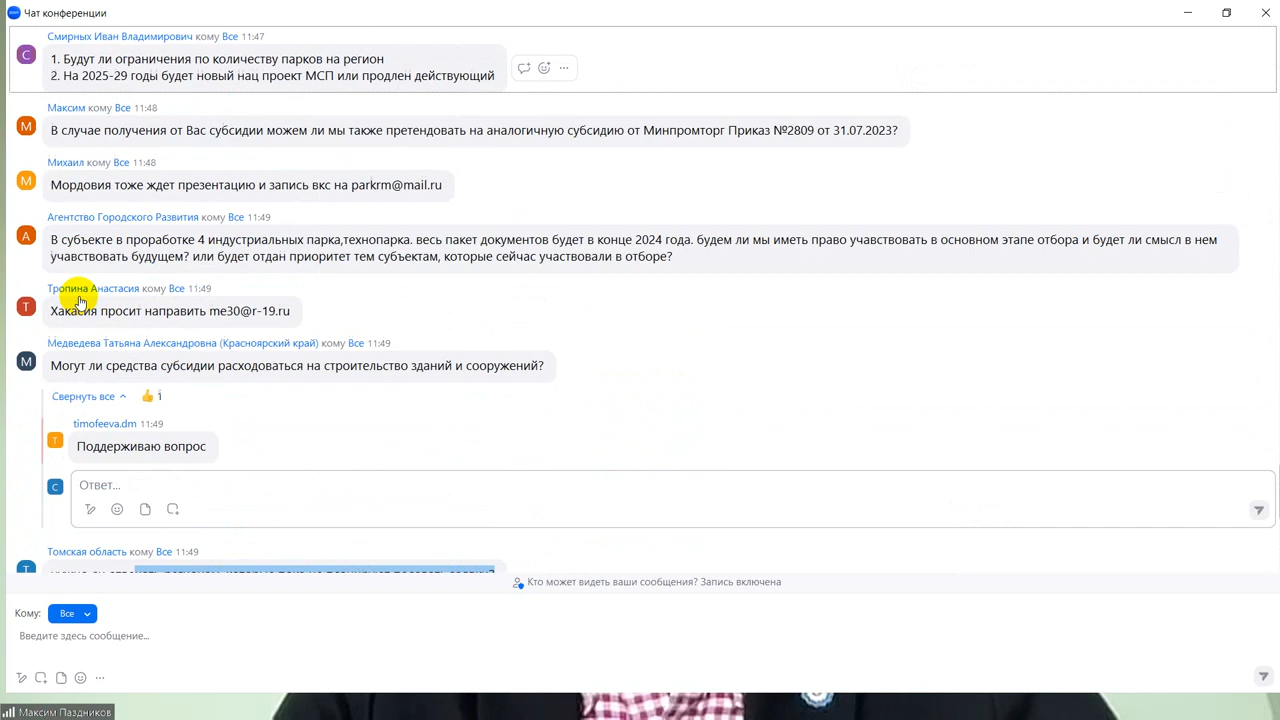 Чат конференции
Смирных Иван Владимирович кому Все 11:47
1. Будут ли ограничения по количеству парков на регион
2. На 2025-29 годы будет новый нац проект МСП или продлен действующий
Максим кому Все 11:48
В случае получения от Вас субсидии можем ли мы также претендовать на аналогичную субсидию от Минпромторг Приказ №2809 от 31.07.2023?
Михаил кому Все 11:48
Мордовия тоже ждет презентацию и запись вкс на parkrm@mail.ru
Агентство Городского Развития кому Все 11:49
В субъекте в проработке 4 индустриальных парка,технопарка. весь пакет документов будет в конце 2024 года. будем ли мы иметь право учавствовать в основном этапе отбора и будет ли смысл в нем
учавствовать будущем? или будет отдан приоритет тем субъектам, которые сейчас участвовали в отборе?
Тропина Анастасия кому Все 11:49
Хакасия просит направить me30@r-19.ru
Медведева Татьяна Александровна (Красноярский край) кому Все 11:49
Могут ли средства субсидии расходоваться на строительство зданий и сооружений?
Свернуть все 👍 1
timofeeva.dm 11:49
Поддерживаю вопрос
Ответ...
Томская область кому Все 11:49
Кто может видеть ваши сообщения? Запись включена
Кому: Все
Введите здесь сообщение...
Максим Паздников